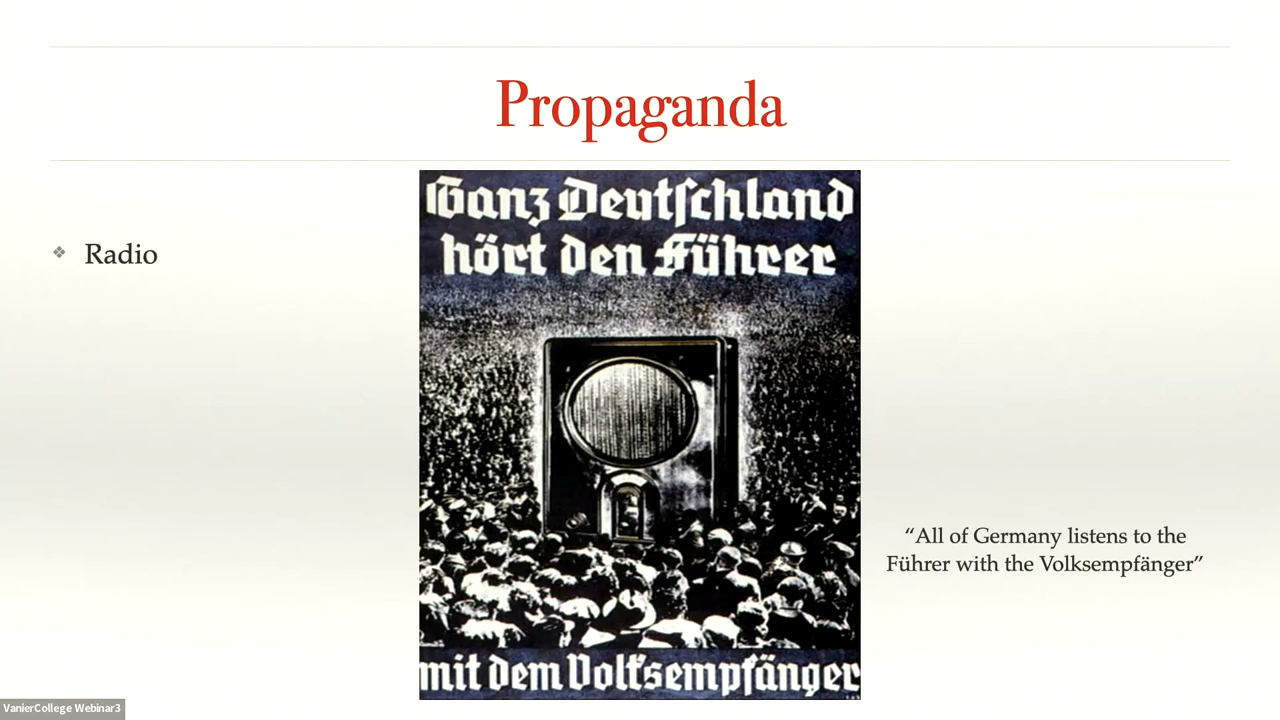 Propaganda
Radio
Ganz Deutschland
hört den Führer
mit dem Volksempfänger
“All of Germany listens to the
Führer with the Volksempfänger”
VanierCollege Webinar3